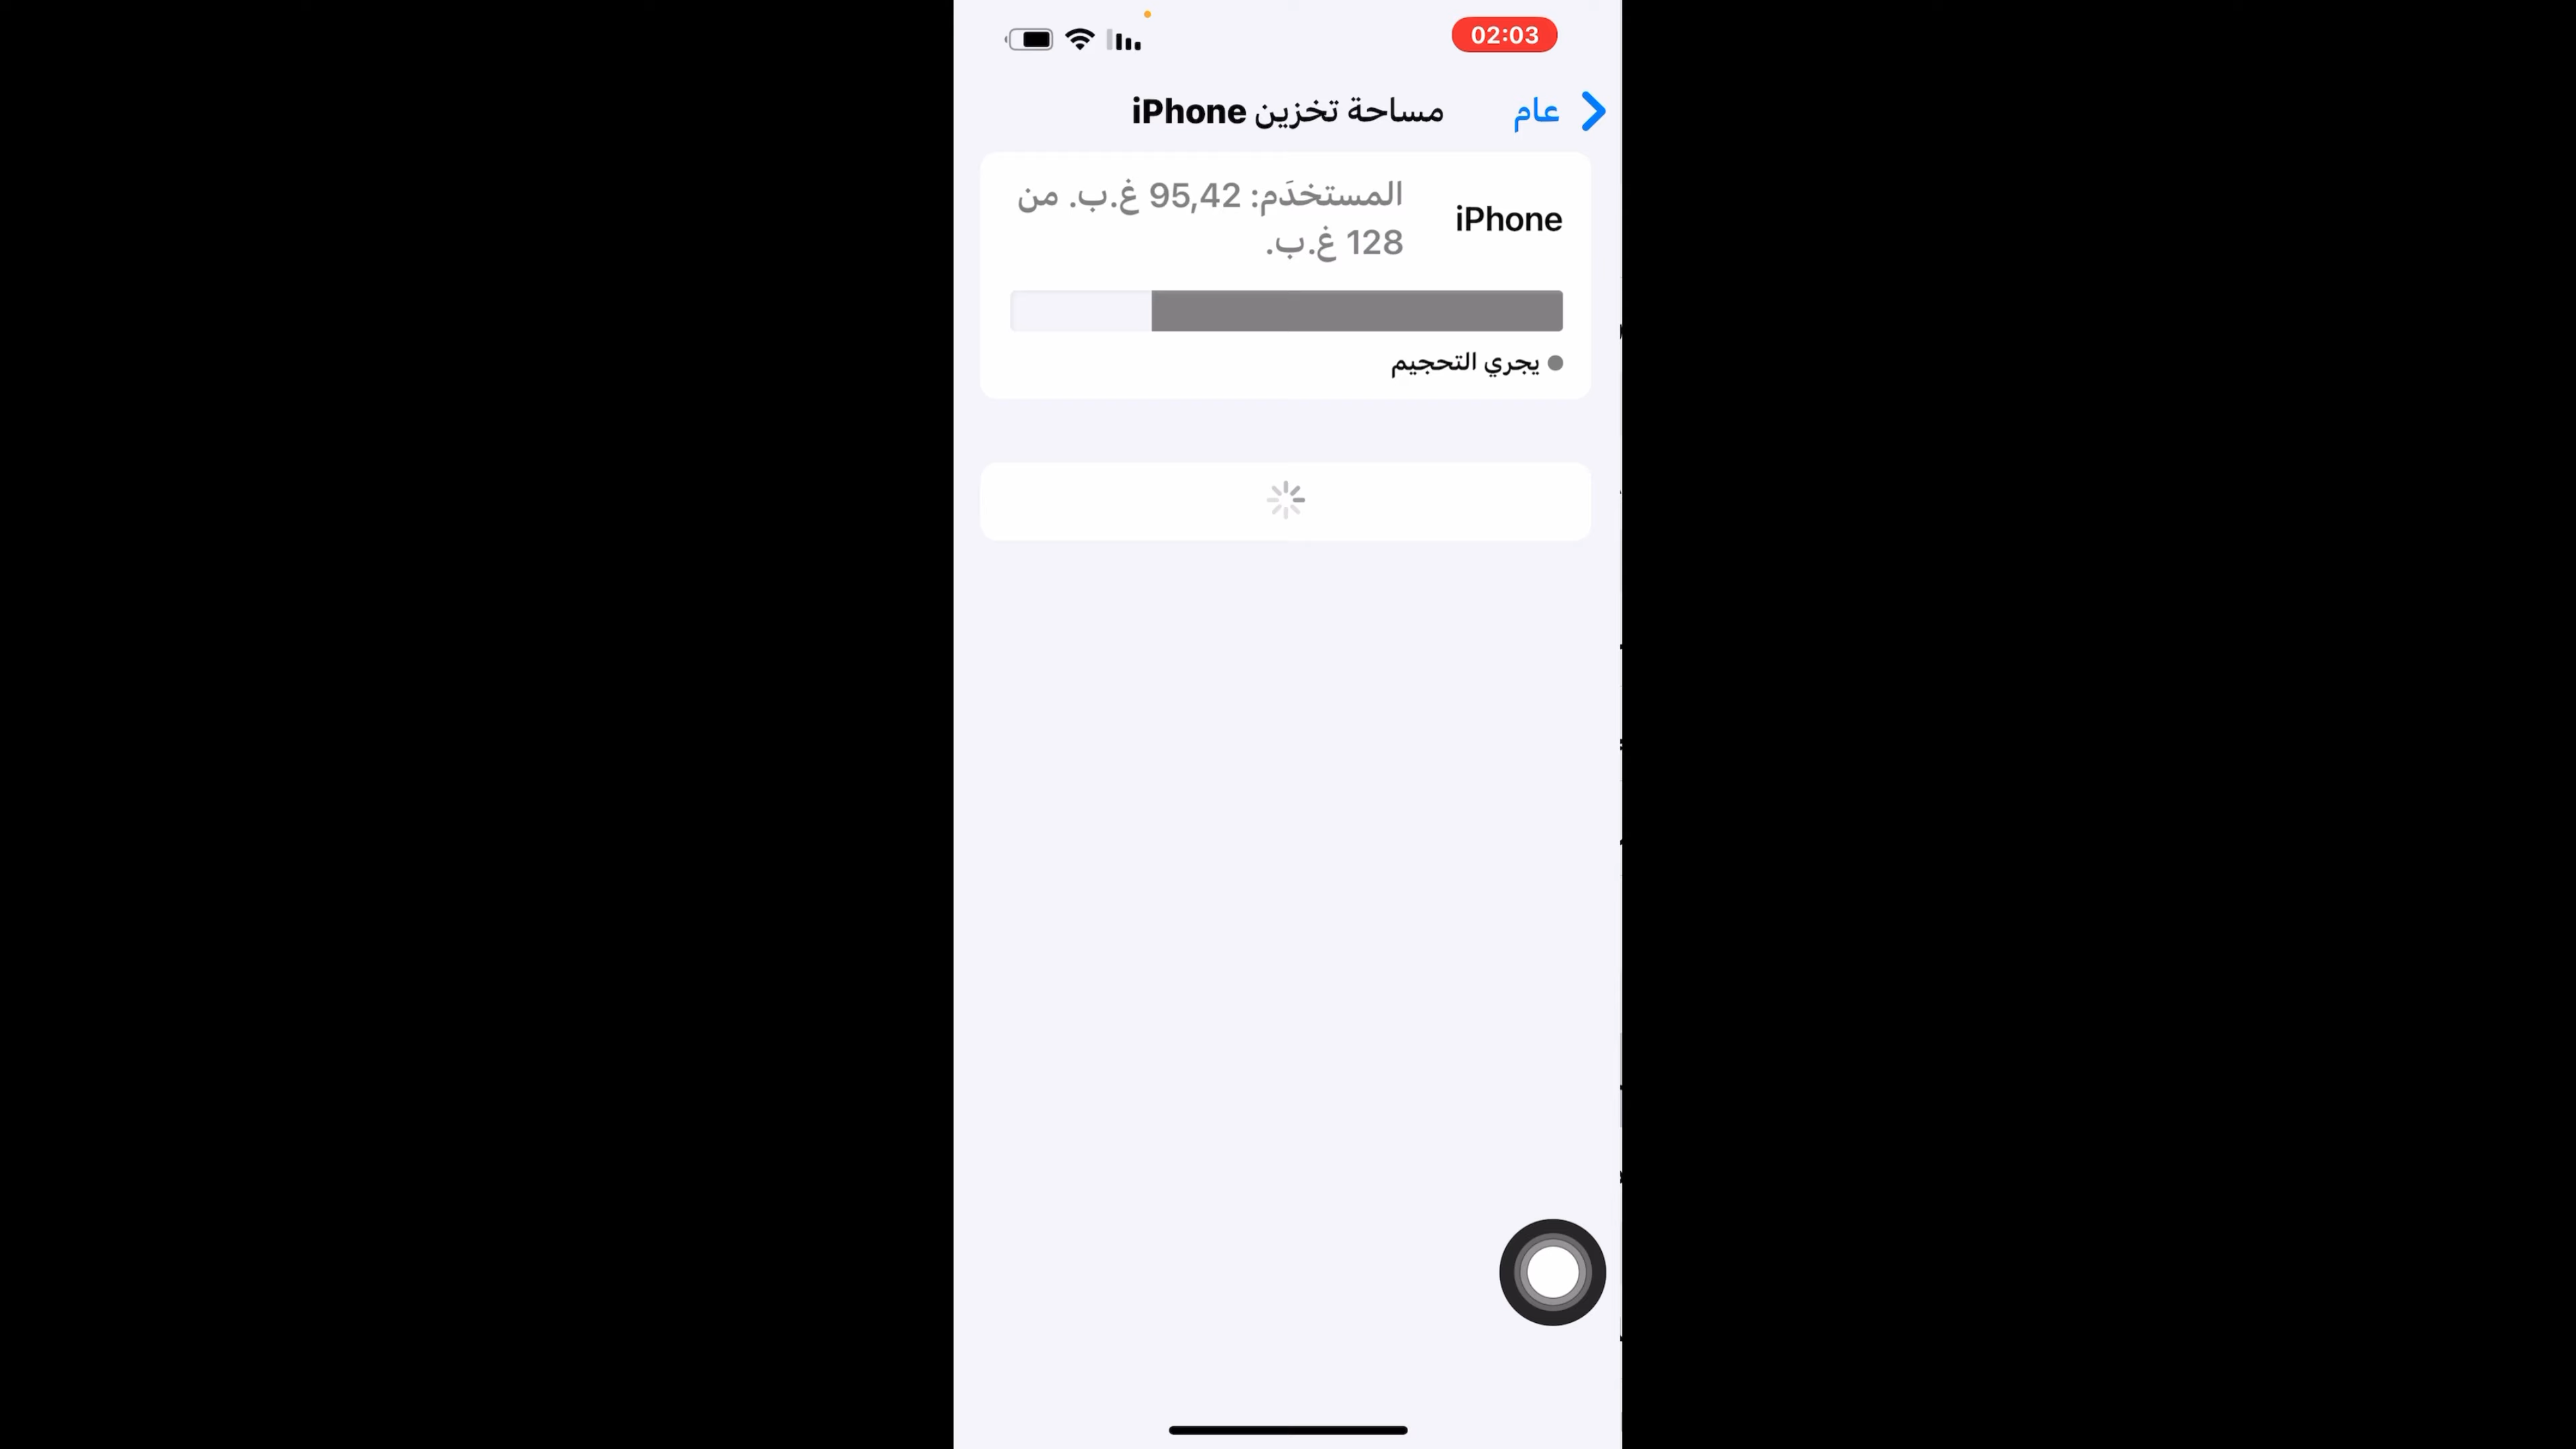 02:03
عام
مساحة تخزين iPhone
iPhone
المستخدَم: 95,42 غ.ب. من
128 غ.ب.
يجري التحجيم